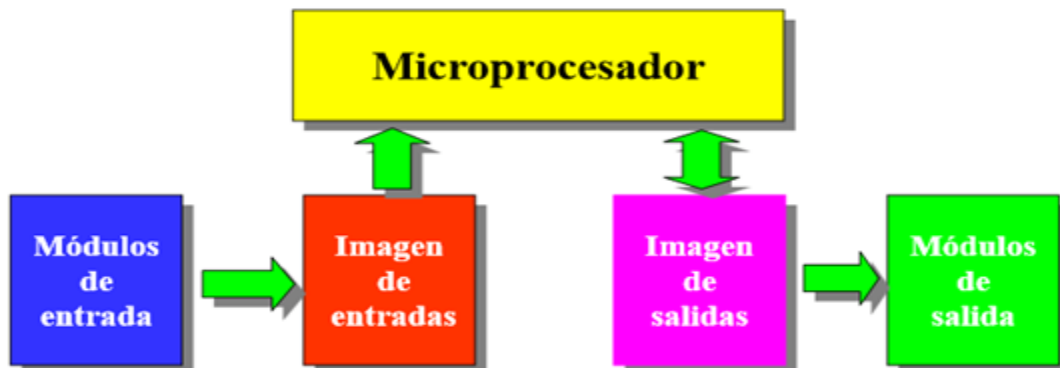 Microprocesador
Módulos
de
entrada
Imagen
de
entradas
Imagen
de
salidas
Módulos
de
salida